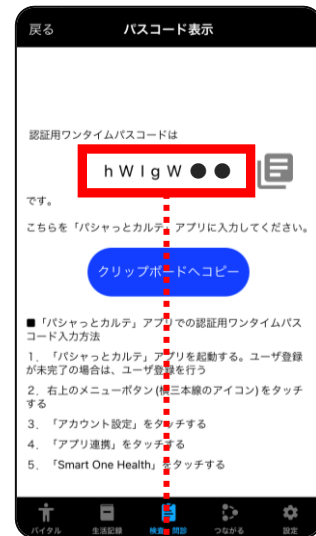 戻る パスコード表示
認証用ワンタイムパスコードは
hWIgW●●
です。
こちらを「パシャっとカルテ」アプリに入力してください。
クリップボードへコピー
■「パシャっとカルテ」アプリでの認証用ワンタイムパス
コード入力方法
1. 「パシャっとカルテ」アプリを起動する。ユーザ登録
が未完了の場合は、ユーザ登録を行う
2. 右上のメニューボタン(横三本線のアイコン)をタッチ
する
3. 「アカウント設定」をタッチする
4. 「アプリ連携」をタッチする
5. 「Smart One Health」をタッチする
バイタル 生活記録 検査・問診 つながる 設定